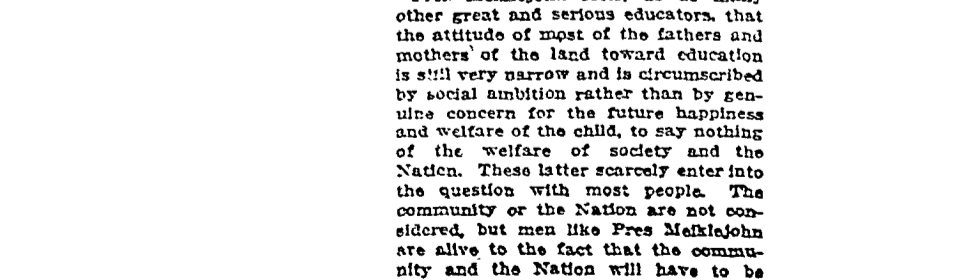 other great and serious educators, that
the attitude of most of the fathers and
mothers of the land toward education
is still very narrow and is circumscribed
by social ambition rather than by gen-
uine concern for the future happiness
and welfare of the child, to say nothing
of the welfare of society and the
Nation. These latter scarcely enter into
the question with most people. The
community or the Nation are not con-
sidered, but men like Pres Meiklejohn
are alive to the fact that the commu-
nity and the Nation will have to be